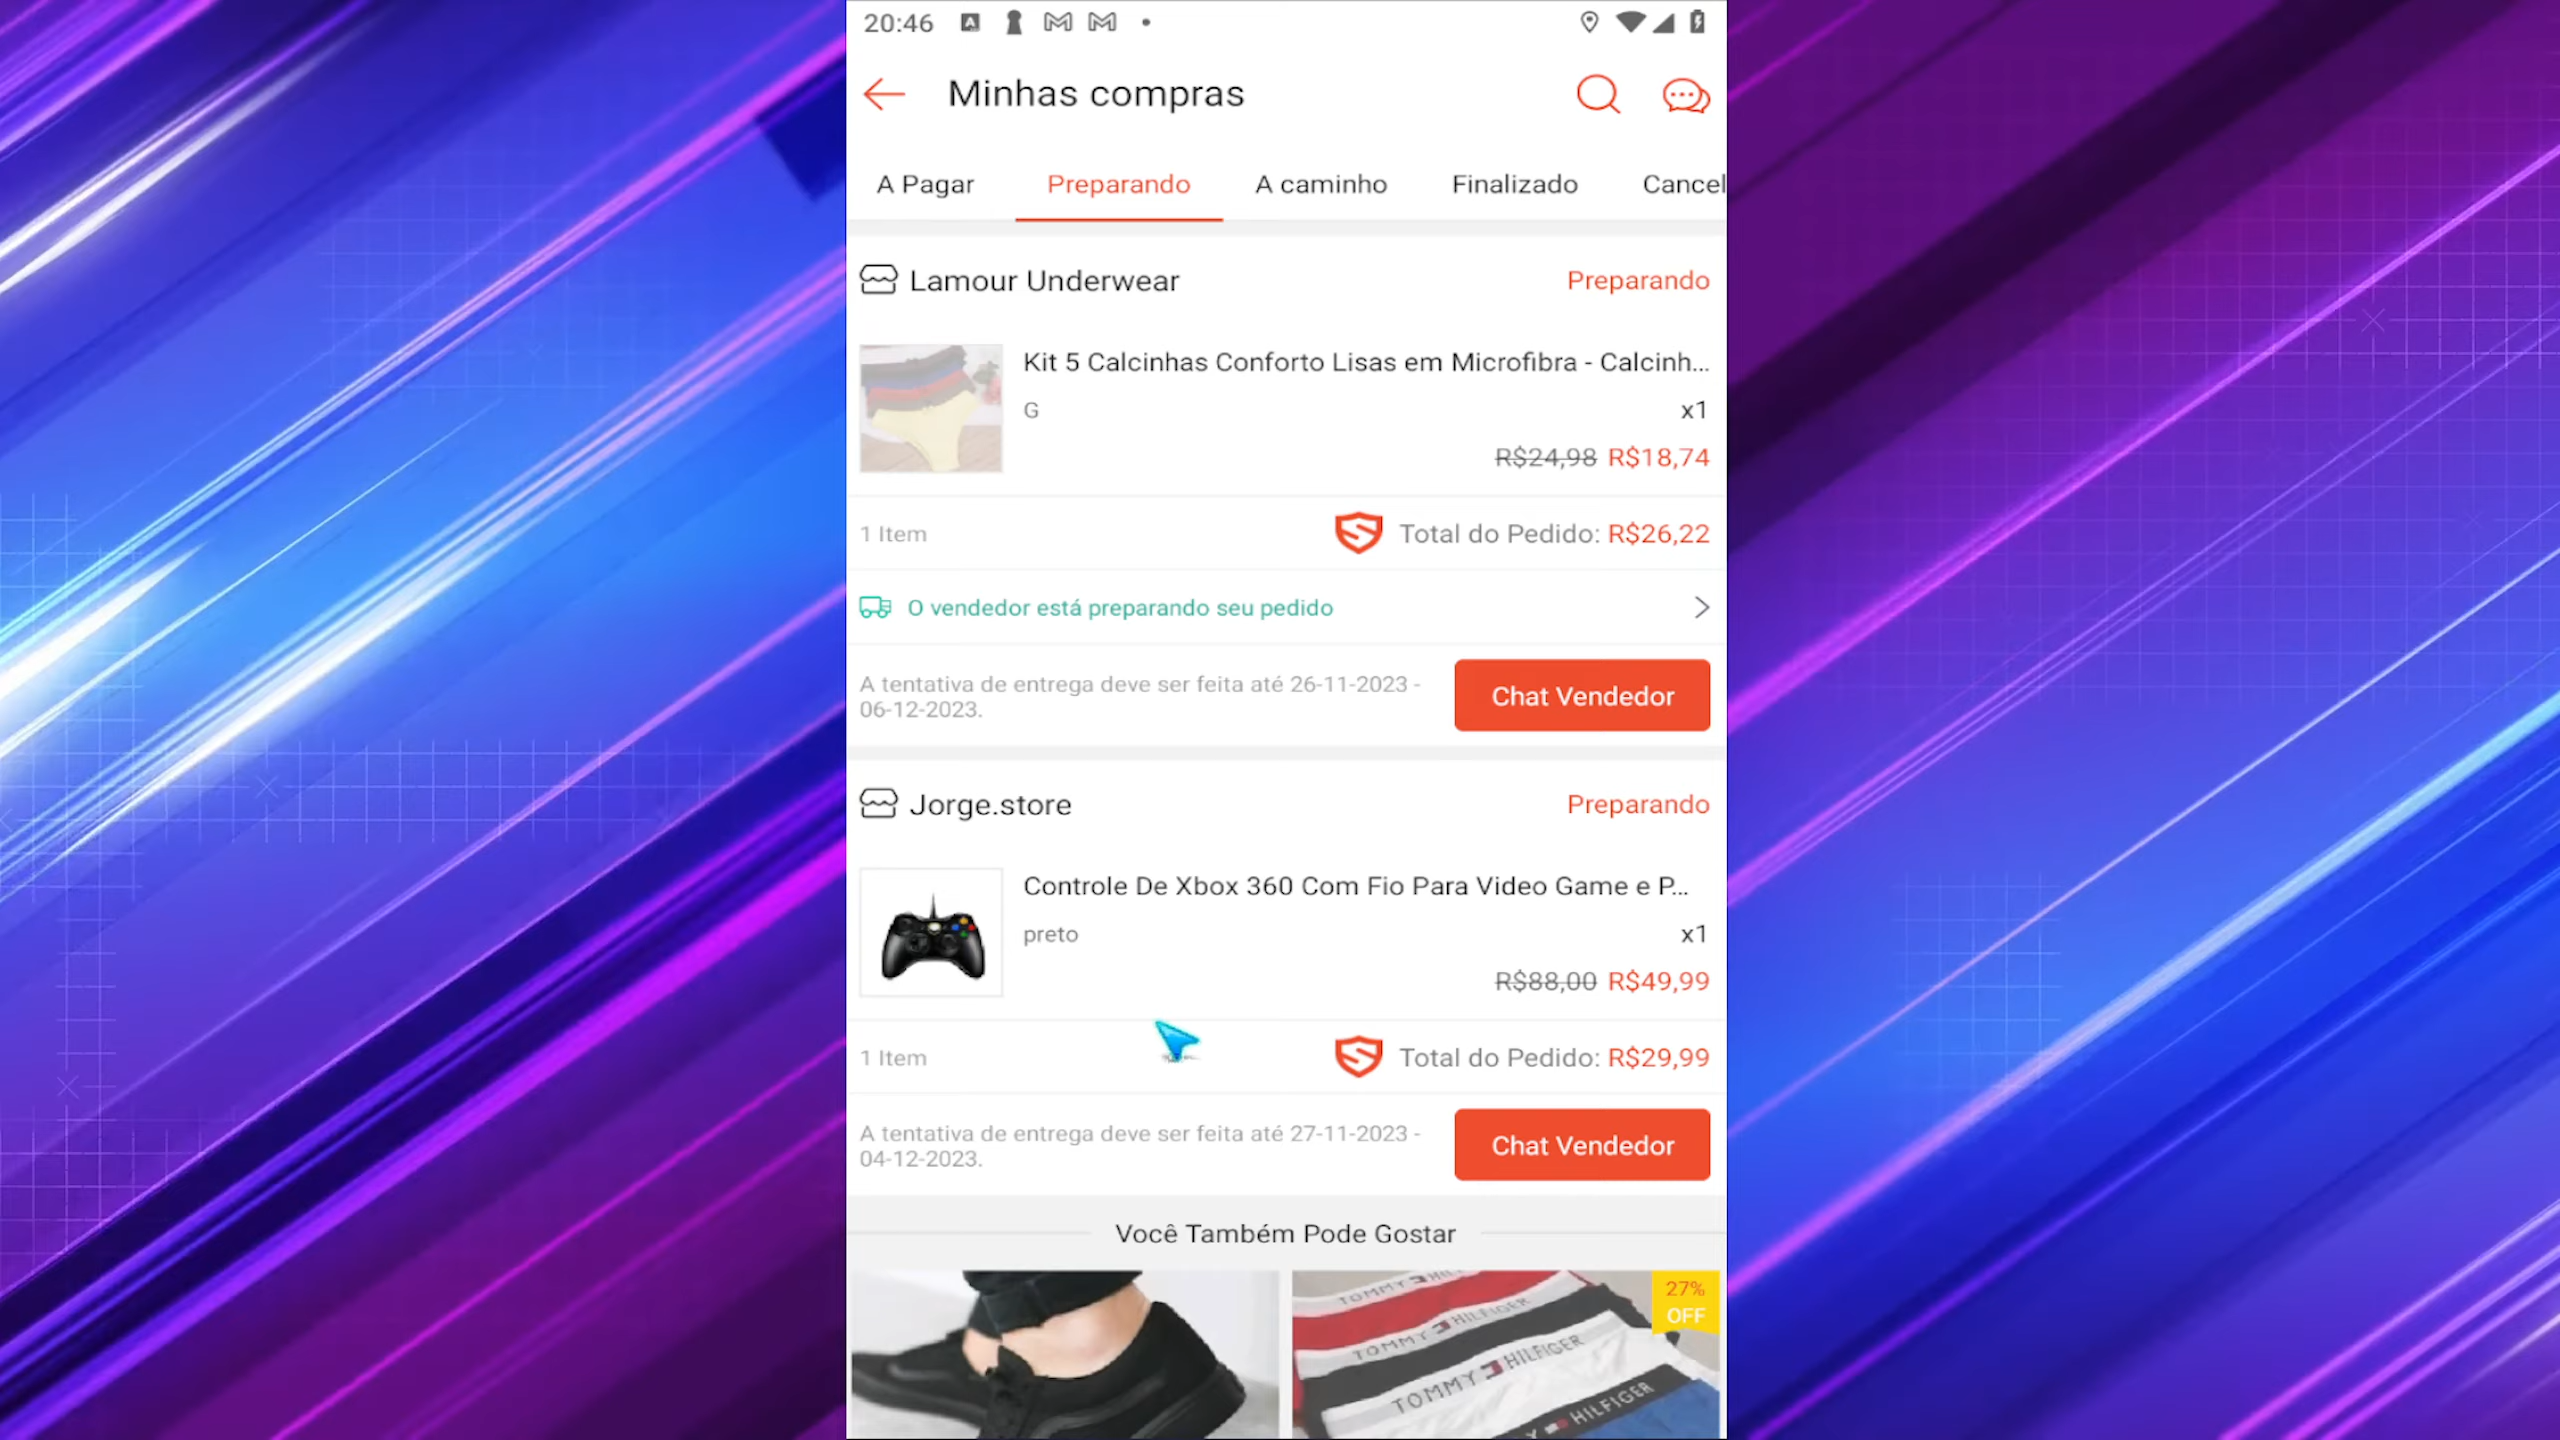 20:46
Minhas compras
A Pagar Preparando A caminho Finalizado Cancel
Lamour Underwear Preparando
Kit 5 Calcinhas Conforto Lisas em Microfibra - Calcinh...
G x1
R$24,98 R$18,74
1 Item Total do Pedido: R$26,22
O vendedor está preparando seu pedido
A tentativa de entrega deve ser feita até 26-11-2023 -
06-12-2023.
Chat Vendedor
Jorge.store Preparando
Controle De Xbox 360 Com Fio Para Video Game e P...
preto x1
R$88,00 R$49,99
1 Item Total do Pedido: R$29,99
A tentativa de entrega deve ser feita até 27-11-2023 -
04-12-2023.
Chat Vendedor
Você Também Pode Gostar
27%
OFF
TOMMY HILFIGER
TOMMY HILFIGER
HILFIGER